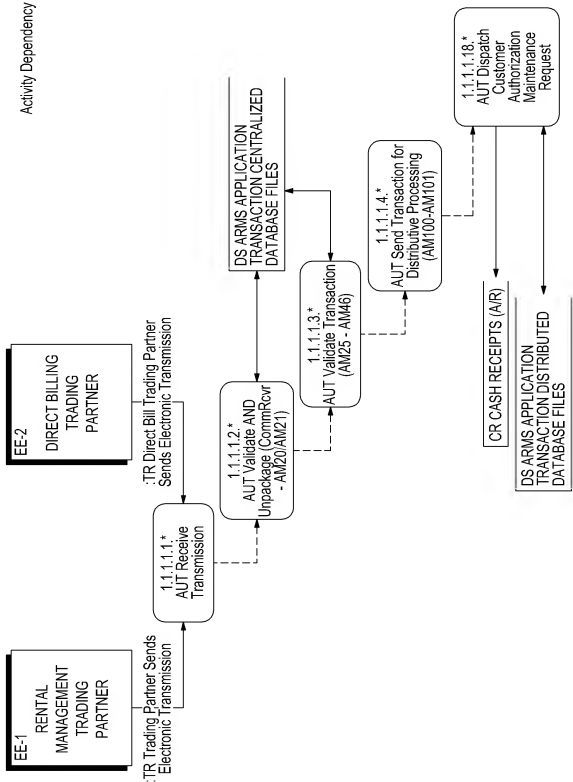 Activity Dependency
EE-1
RENTAL
MANAGEMENT
TRADING
PARTNER
EE-2
DIRECT BILLING
TRADING
PARTNER
:TR Trading Partner Sends
Electronic Transmission
:TR Direct Bill Trading Partner
Sends Electronic Transmission
1.1.1.1.1.*
AUT Receive
Transmission
1.1.1.1.2.*
AUT Validate AND
Unpackage (CommRcvr
- AM20/AM21)
DS ARMS APPLICATION
TRANSACTION CENTRALIZED
DATABASE FILES
1.1.1.1.3.*
AUT Validate Transaction
(AM25 - AM46)
1.1.1.1.4.*
AUT Send Transaction for
Distributive Processing
(AM100-AM101)
CR CASH RECEIPTS (A/R)
DS ARMS APPLICATION
TRANSACTION DISTRIBUTED
DATABASE FILES
1.1.1.1.18.*
AUT Dispatch
Customer
Authorization
Maintenance
Request